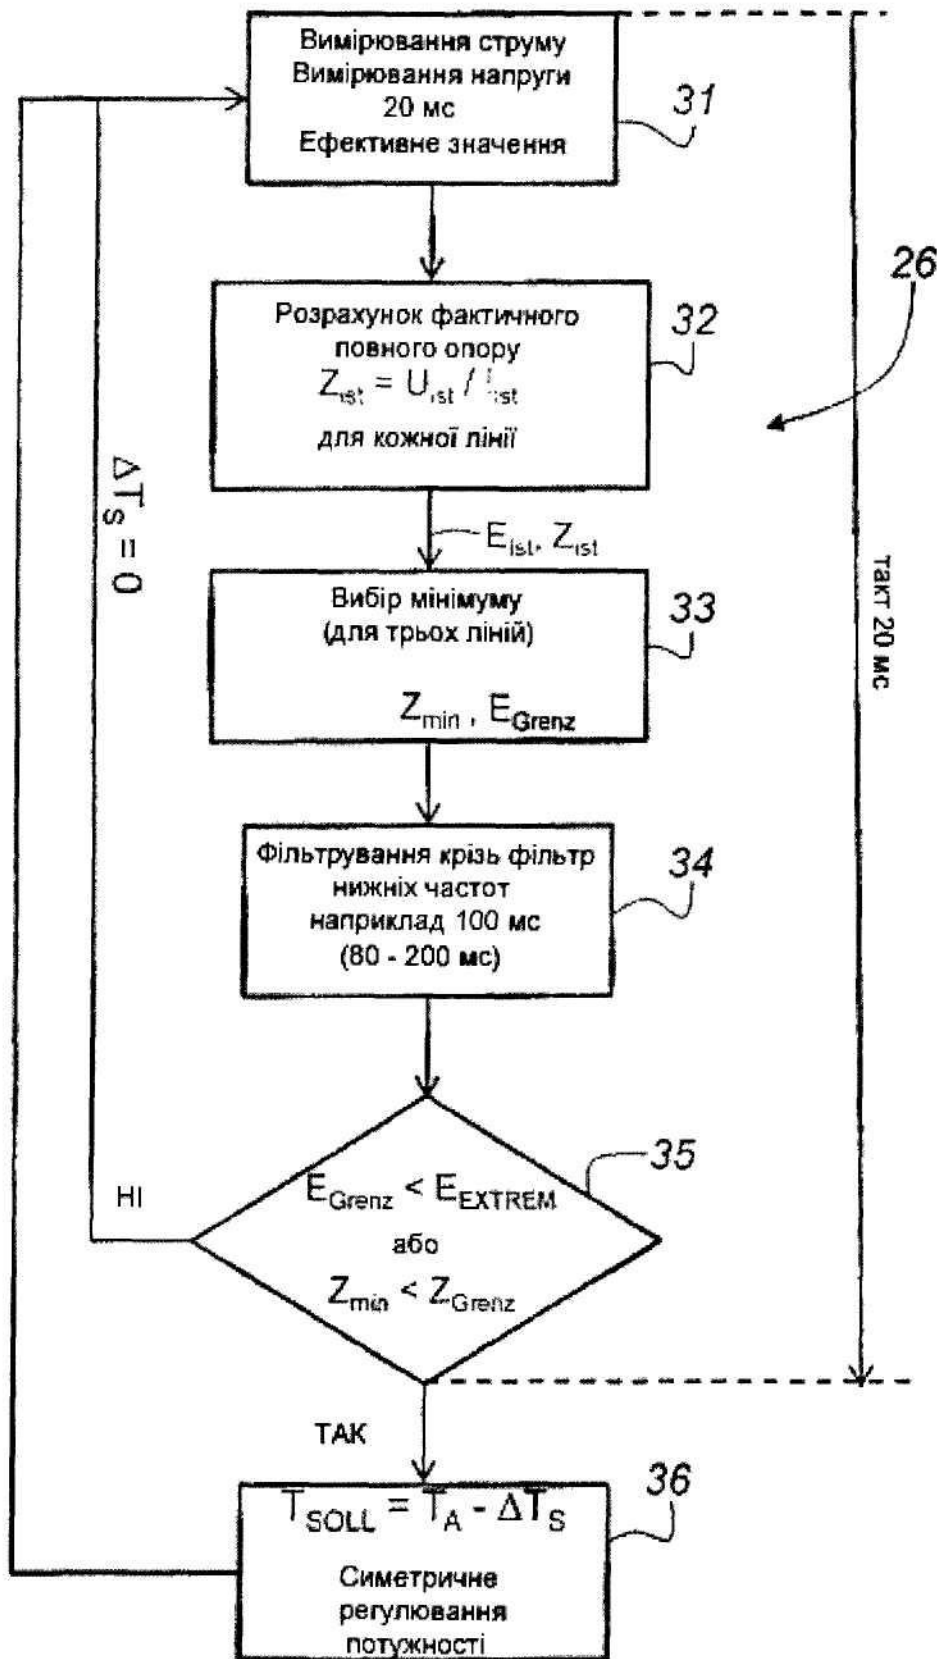 Вимірювання струму
Вимірювання напруги
20 мс
Ефективне значення
31
26
Розрахунок фактичного
повного опору
Z_ist = U_ist / I_ist
для кожної лінії
32
E_ist, Z_ist
ΔT_S = 0
такт 20 мс
Вибір мінімуму
(для трьох ліній)
Z_min , E_Grenz
33
Фільтрування крізь фільтр
нижніх частот
наприклад 100 мс
(80 - 200 мс)
34
E_Grenz < E_EXTREM
або
Z_min < Z_Grenz
35
НІ
ТАК
T_SOLL = T_A - ΔT_S
Симетричне
регулювання
потужності
36